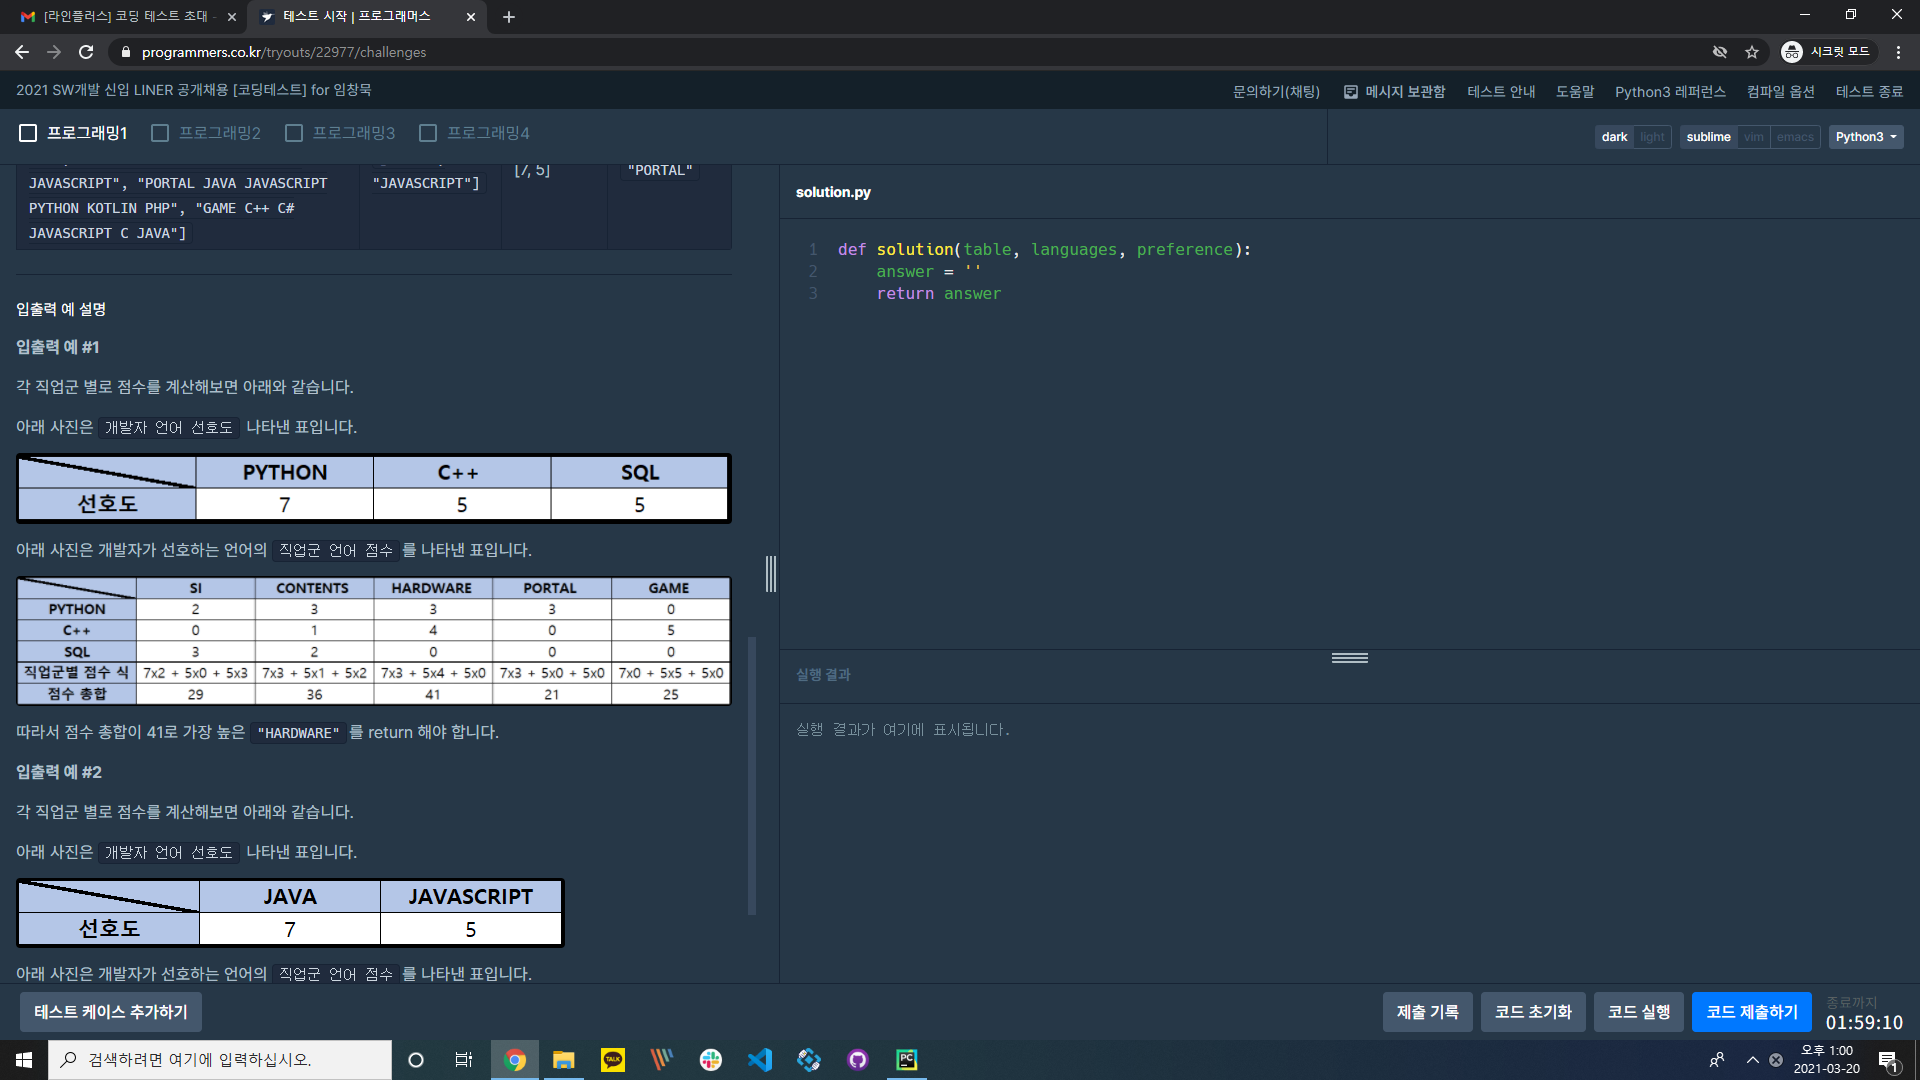 [라인플러스] 코딩 테스트 초대 -
테스트 시작 | 프로그래머스
programmers.co.kr/tryouts/22977/challenges
시크릿 모드
2021 SW개발 신입 LINER 공개채용 [코딩테스트] for 임창묵
문의하기(채팅) 메시지 보관함 테스트 안내 도움말 Python3 레퍼런스 컴파일 옵션 테스트 종료
프로그래밍1 프로그래밍2 프로그래밍3 프로그래밍4
dark light sublime vim emacs Python3
JAVASCRIPT", "PORTAL JAVA JAVASCRIPT
PYTHON KOTLIN PHP", "GAME C++ C#
JAVASCRIPT C JAVA"]
"JAVASCRIPT"]
[7, 5]
"PORTAL"
입출력 예 설명
입출력 예 #1
각 직업군 별로 점수를 계산해보면 아래와 같습니다.
아래 사진은 개발자 언어 선호도 나타낸 표입니다.
PYTHON C++ SQL
선호도 7 5 5
아래 사진은 개발자가 선호하는 언어의 직업군 언어 점수 를 나타낸 표입니다.
SI CONTENTS HARDWARE PORTAL GAME
PYTHON 2 3 3 3 0
C++ 0 1 4 0 5
SQL 3 2 0 0 0
직업군별 점수 식 7x2 + 5x0 + 5x3 7x3 + 5x1 + 5x2 7x3 + 5x4 + 5x0 7x3 + 5x0 + 5x0 7x0 + 5x5 + 5x0
점수 총합 29 36 41 21 25
따라서 점수 총합이 41로 가장 높은 "HARDWARE" 를 return 해야 합니다.
입출력 예 #2
각 직업군 별로 점수를 계산해보면 아래와 같습니다.
아래 사진은 개발자 언어 선호도 나타낸 표입니다.
JAVA JAVASCRIPT
선호도 7 5
아래 사진은 개발자가 선호하는 언어의 직업군 언어 점수 를 나타낸 표입니다.
solution.py
1 def solution(table, languages, preference):
2 answer = ''
3 return answer
실행 결과
실행 결과가 여기에 표시됩니다.
테스트 케이스 추가하기
제출 기록 코드 초기화 코드 실행 코드 제출하기
종료까지
01:59:10
검색하려면 여기에 입력하십시오.
TALK
PC
오후 1:00
2021-03-20
1